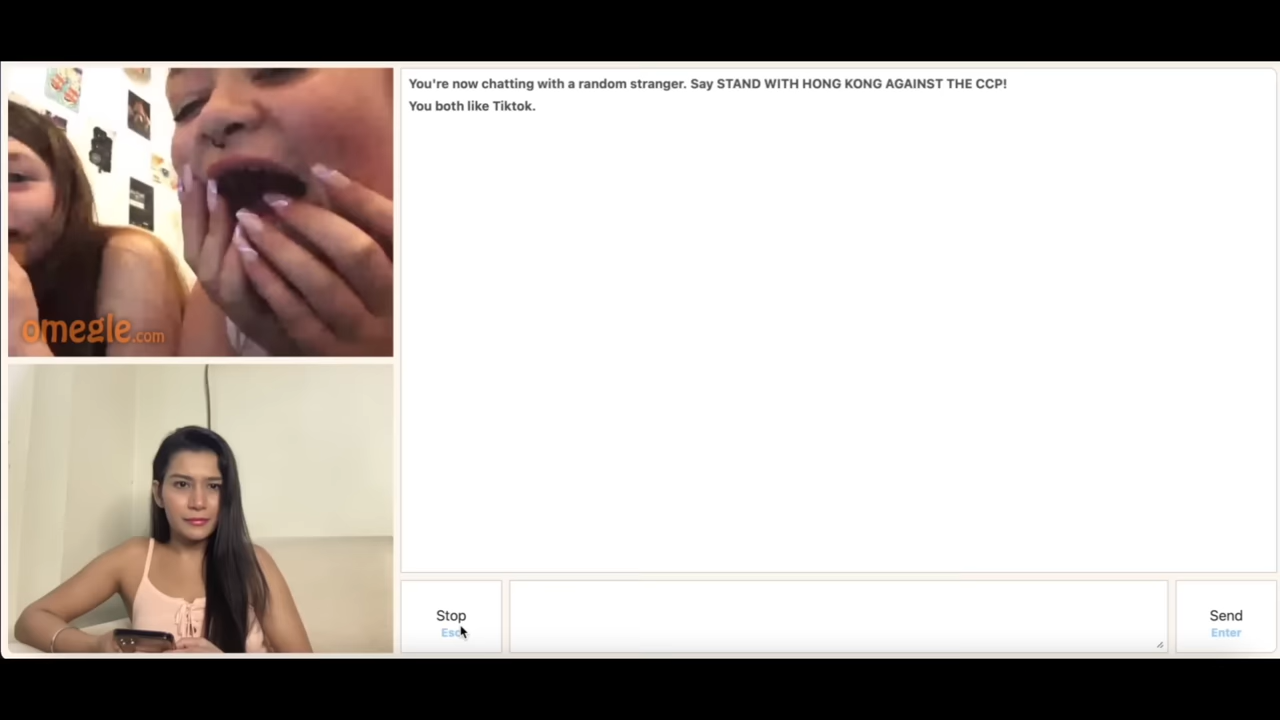 You're now chatting with a random stranger. Say STAND WITH HONG KONG AGAINST THE CCP!
You both like Tiktok.
omegle.com
Stop
Esc
Send
Enter